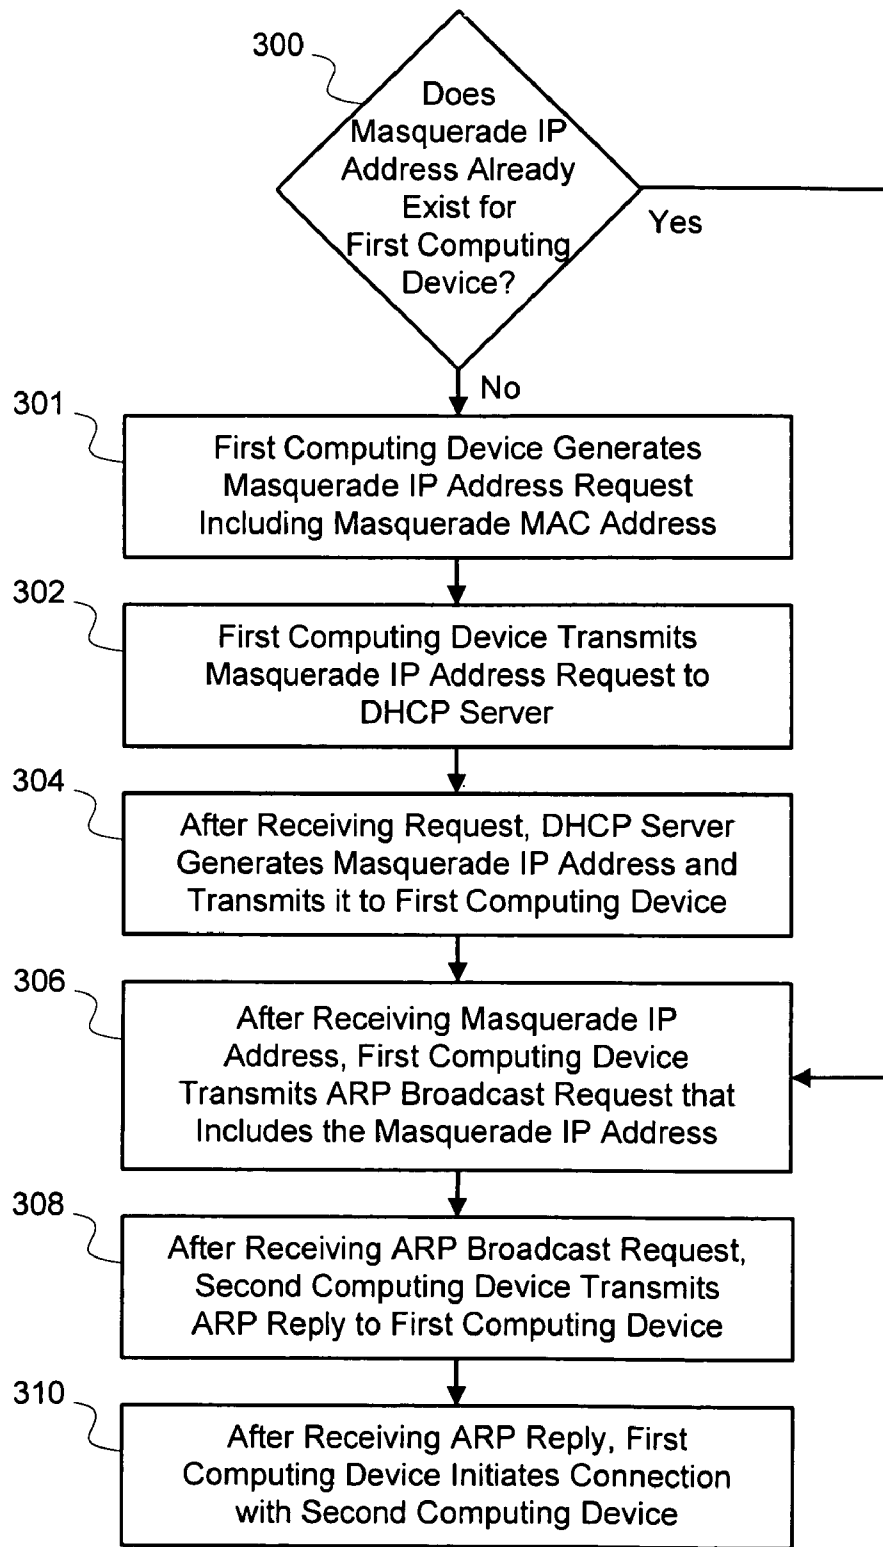 300
Does
Masquerade IP
Address Already
Exist for
First Computing
Device?
Yes
No
301
First Computing Device Generates
Masquerade IP Address Request
Including Masquerade MAC Address
302
First Computing Device Transmits
Masquerade IP Address Request to
DHCP Server
304
After Receiving Request, DHCP Server
Generates Masquerade IP Address and
Transmits it to First Computing Device
306
After Receiving Masquerade IP
Address, First Computing Device
Transmits ARP Broadcast Request that
Includes the Masquerade IP Address
308
After Receiving ARP Broadcast Request,
Second Computing Device Transmits
ARP Reply to First Computing Device
310
After Receiving ARP Reply, First
Computing Device Initiates Connection
with Second Computing Device